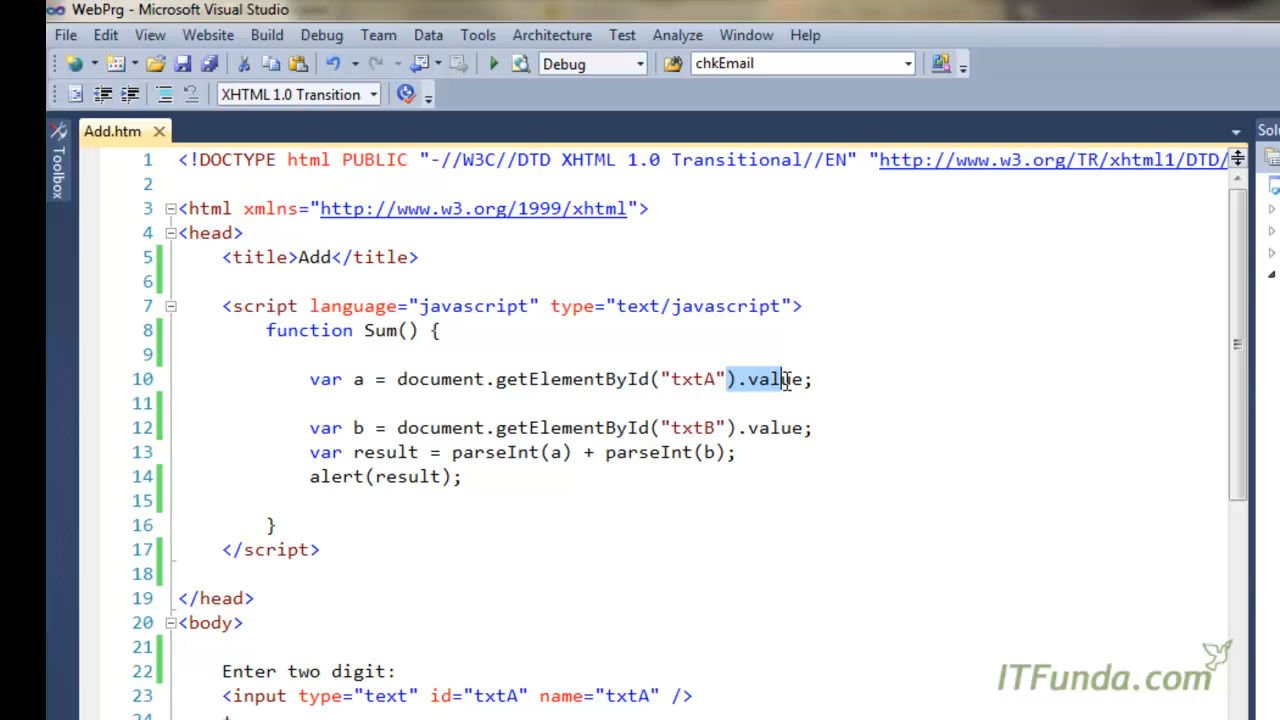 WebPrg - Microsoft Visual Studio
File Edit View Website Build Debug Team Data Tools Architecture Test Analyze Window Help
Debug chkEmail
XHTML 1.0 Transition
Add.htm
Toolbox
1 <!DOCTYPE html PUBLIC "-//W3C//DTD XHTML 1.0 Transitional//EN" "http://www.w3.org/TR/xhtml1/DTD/
2
3 <html xmlns="http://www.w3.org/1999/xhtml">
4 <head>
5 <title>Add</title>
6
7 <script language="javascript" type="text/javascript">
8 function Sum() {
9
10 var a = document.getElementById("txtA").value;
11
12 var b = document.getElementById("txtB").value;
13 var result = parseInt(a) + parseInt(b);
14 alert(result);
15
16 }
17 </script>
18
19 </head>
20 <body>
21
22 Enter two digit:
23 <input type="text" id="txtA" name="txtA" />
ITFunda.com